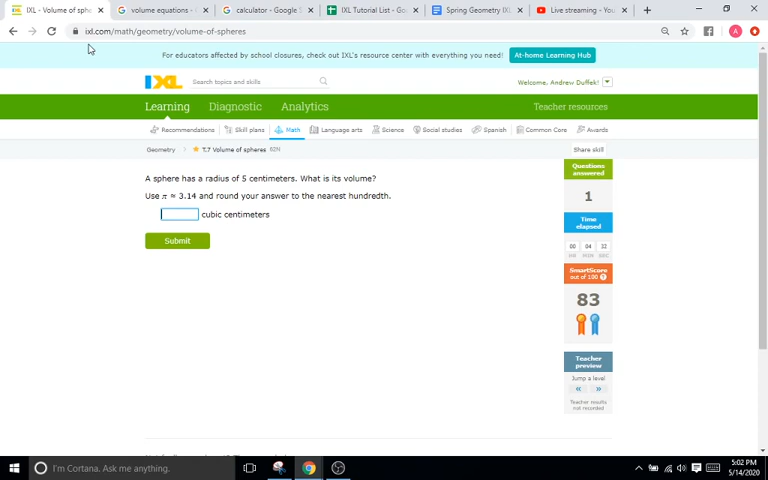 IXL - Volume of sphe
volume equations -
calculator - Google S
IXL Tutorial List - Go
Spring Geometry IXL
Live streaming - You
ixl.com/math/geometry/volume-of-spheres
A
For educators affected by school closures, check out IXL's resource center with everything you need!
At-home Learning Hub
IXL
Search topics and skills
Welcome, Andrew Duffek!
Learning
Diagnostic
Analytics
Teacher resources
Recommendations
Skill plans
Math
Language arts
Science
Social studies
Spanish
Common Core
Awards
Geometry
T.7 Volume of spheres
Share skill
A sphere has a radius of 5 centimeters. What is its volume?
Use π ≈ 3.14 and round your answer to the nearest hundredth.
cubic centimeters
Submit
Questions
answered
1
Time
elapsed
00 04 32
HR MIN SEC
SmartScore
out of 100 ?
83
Teacher
preview
Jump a level
« »
Teacher results
not recorded
I'm Cortana. Ask me anything.
5:02 PM
5/14/2020